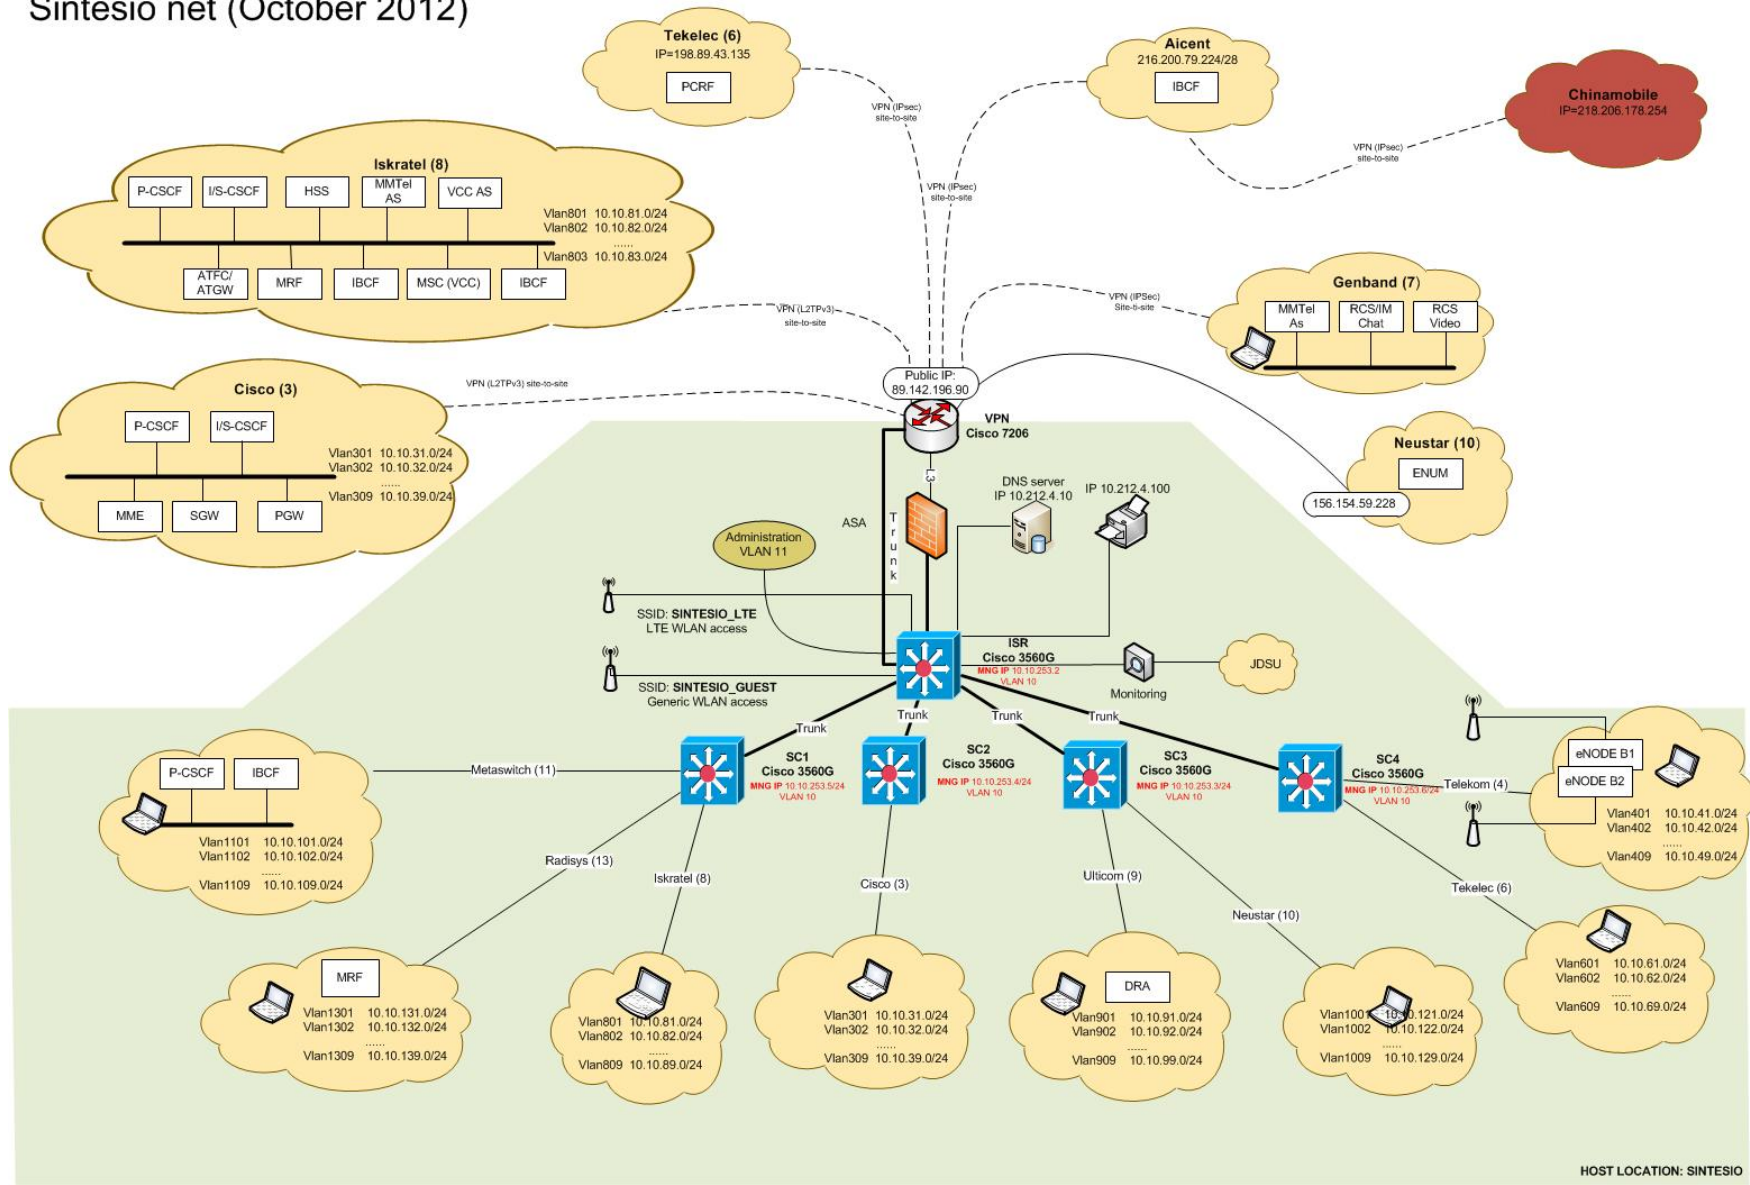 Sintesio net (October 2012)
Tekelec (6)
IP=198.89.43.135
PCRF
Aicent
216.200.79.224/28
IBCF
Chinamobile
IP=218.206.178.254
VPN (IPsec)
site-to-site
VPN (IPsec)
site-to-site
VPN (IPsec)
site-to-site
Iskratel (8)
P-CSCF
I/S-CSCF
HSS
MMTel
AS
VCC AS
Vlan801 10.10.81.0/24
Vlan802 10.10.82.0/24
......
Vlan803 10.10.83.0/24
ATFC/
ATGW
MRF
IBCF
MSC (VCC)
IBCF
VPN (L2TPv3)
site-to-site
VPN (IPSec)
Site-ti-site
Genband (7)
MMTel
As
RCS/IM
Chat
RCS
Video
Cisco (3)
P-CSCF
I/S-CSCF
Vlan301 10.10.31.0/24
Vlan302 10.10.32.0/24
......
Vlan309 10.10.39.0/24
MME
SGW
PGW
VPN (L2TPv3) site-to-site
Public IP:
89.142.196.90
VPN
Cisco 7206
Neustar (10)
ENUM
156.154.59.228
L3
Trunk
ASA
DNS server
IP 10.212.4.10
IP 10.212.4.100
Administration
VLAN 11
SSID: SINTESIO_LTE
LTE WLAN access
SSID: SINTESIO_GUEST
Generic WLAN access
ISR
Cisco 3560G
MNG IP 10.10.253.2
VLAN 10
Monitoring
JDSU
Trunk
Trunk
Trunk
Trunk
SC1
Cisco 3560G
MNG IP 10.10.253.5/24
VLAN 10
SC2
Cisco 3560G
MNG IP 10.10.253.4/24
VLAN 10
SC3
Cisco 3560G
MNG IP 10.10.253.3/24
VLAN 10
SC4
Cisco 3560G
MNG IP 10.10.253.6/24
VLAN 10
Metaswitch (11)
P-CSCF
IBCF
Vlan1101 10.10.101.0/24
Vlan1102 10.10.102.0/24
......
Vlan1109 10.10.109.0/24
Telekom (4)
eNODE B1
eNODE B2
Vlan401 10.10.41.0/24
Vlan402 10.10.42.0/24
......
Vlan409 10.10.49.0/24
Radisys (13)
Iskratel (8)
Cisco (3)
Ulticom (9)
Neustar (10)
Tekelec (6)
MRF
Vlan1301 10.10.131.0/24
Vlan1302 10.10.132.0/24
......
Vlan1309 10.10.139.0/24
Vlan801 10.10.81.0/24
Vlan802 10.10.82.0/24
......
Vlan809 10.10.89.0/24
Vlan301 10.10.31.0/24
Vlan302 10.10.32.0/24
......
Vlan309 10.10.39.0/24
DRA
Vlan901 10.10.91.0/24
Vlan902 10.10.92.0/24
......
Vlan909 10.10.99.0/24
Vlan1001 10.10.121.0/24
Vlan1002 10.10.122.0/24
......
Vlan1009 10.10.129.0/24
Vlan601 10.10.61.0/24
Vlan602 10.10.62.0/24
......
Vlan609 10.10.69.0/24
HOST LOCATION: SINTESIO